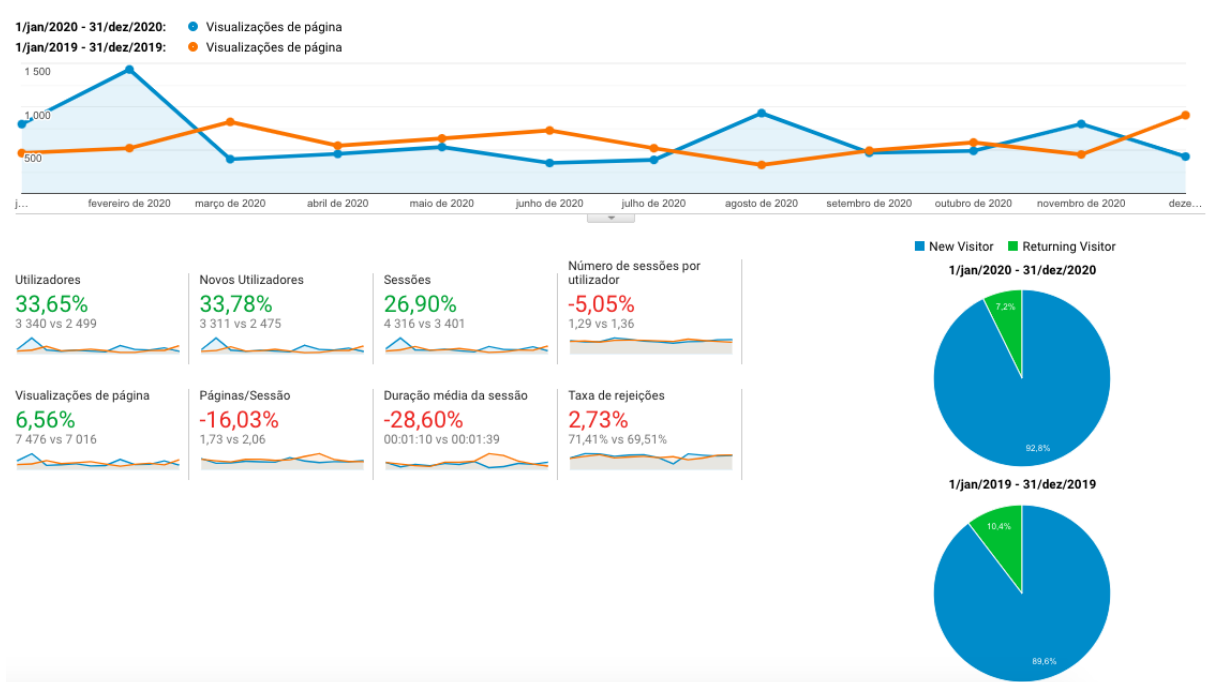 1/jan/2020 - 31/dez/2020: Visualizações de página
1/jan/2019 - 31/dez/2019: Visualizações de página
1 500
1,000
500
j... fevereiro de 2020 março de 2020 abril de 2020 maio de 2020 junho de 2020 julho de 2020 agosto de 2020 setembro de 2020 outubro de 2020 novembro de 2020 deze...
Utilizadores
33,65%
3 340 vs 2 499
Novos Utilizadores
33,78%
3 311 vs 2 475
Sessões
26,90%
4 316 vs 3 401
Número de sessões por
utilizador
-5,05%
1,29 vs 1,36
Visualizações de página
6,56%
7 476 vs 7 016
Páginas/Sessão
-16,03%
1,73 vs 2,06
Duração média da sessão
-28,60%
00:01:10 vs 00:01:39
Taxa de rejeições
2,73%
71,41% vs 69,51%
New Visitor Returning Visitor
1/jan/2020 - 31/dez/2020
7,2%
92,8%
1/jan/2019 - 31/dez/2019
10,4%
89,6%